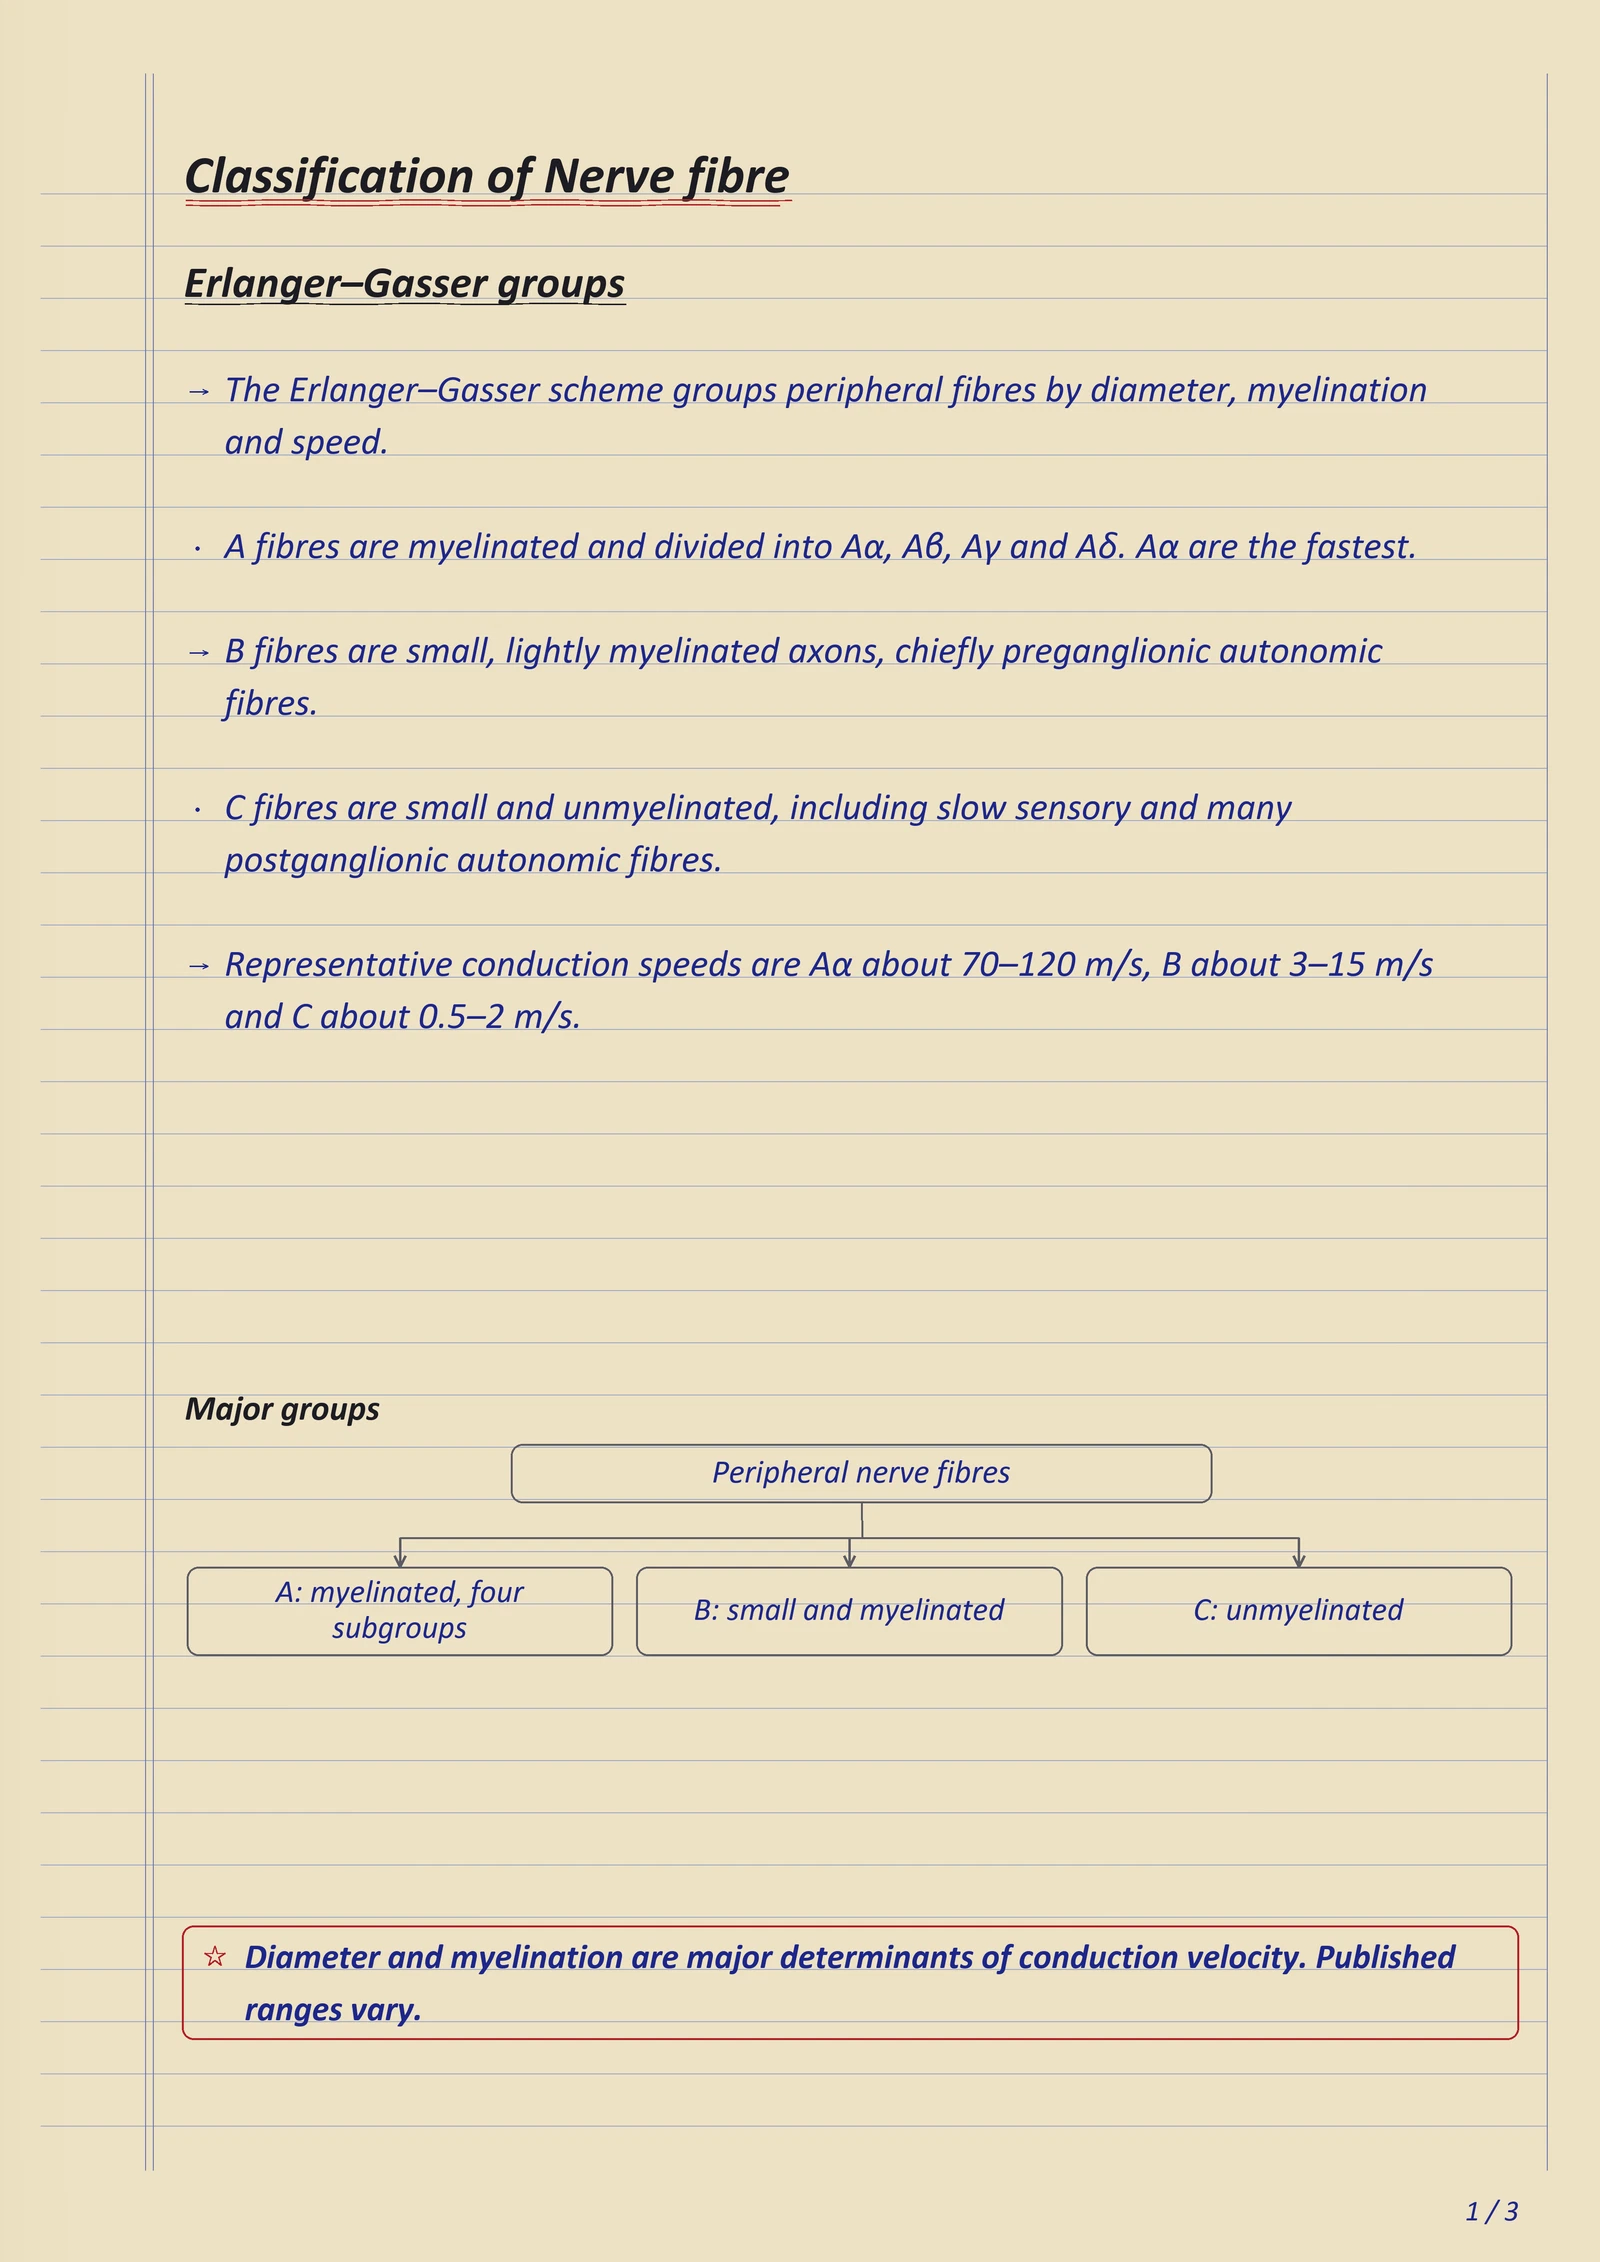 Classification of Nerve fibre
Erlanger–Gasser groups
→ The Erlanger–Gasser scheme groups peripheral fibres by diameter, myelination
and speed.
· A fibres are myelinated and divided into Aα, Aβ, Aγ and Aδ. Aα are the fastest.
→ B fibres are small, lightly myelinated axons, chiefly preganglionic autonomic
fibres.
· C fibres are small and unmyelinated, including slow sensory and many
postganglionic autonomic fibres.
→ Representative conduction speeds are Aα about 70–120 m/s, B about 3–15 m/s
and C about 0.5–2 m/s.
Major groups
Peripheral nerve fibres
A: myelinated, four
subgroups
B: small and myelinated
C: unmyelinated
☆ Diameter and myelination are major determinants of conduction velocity. Published
ranges vary.
1 / 3